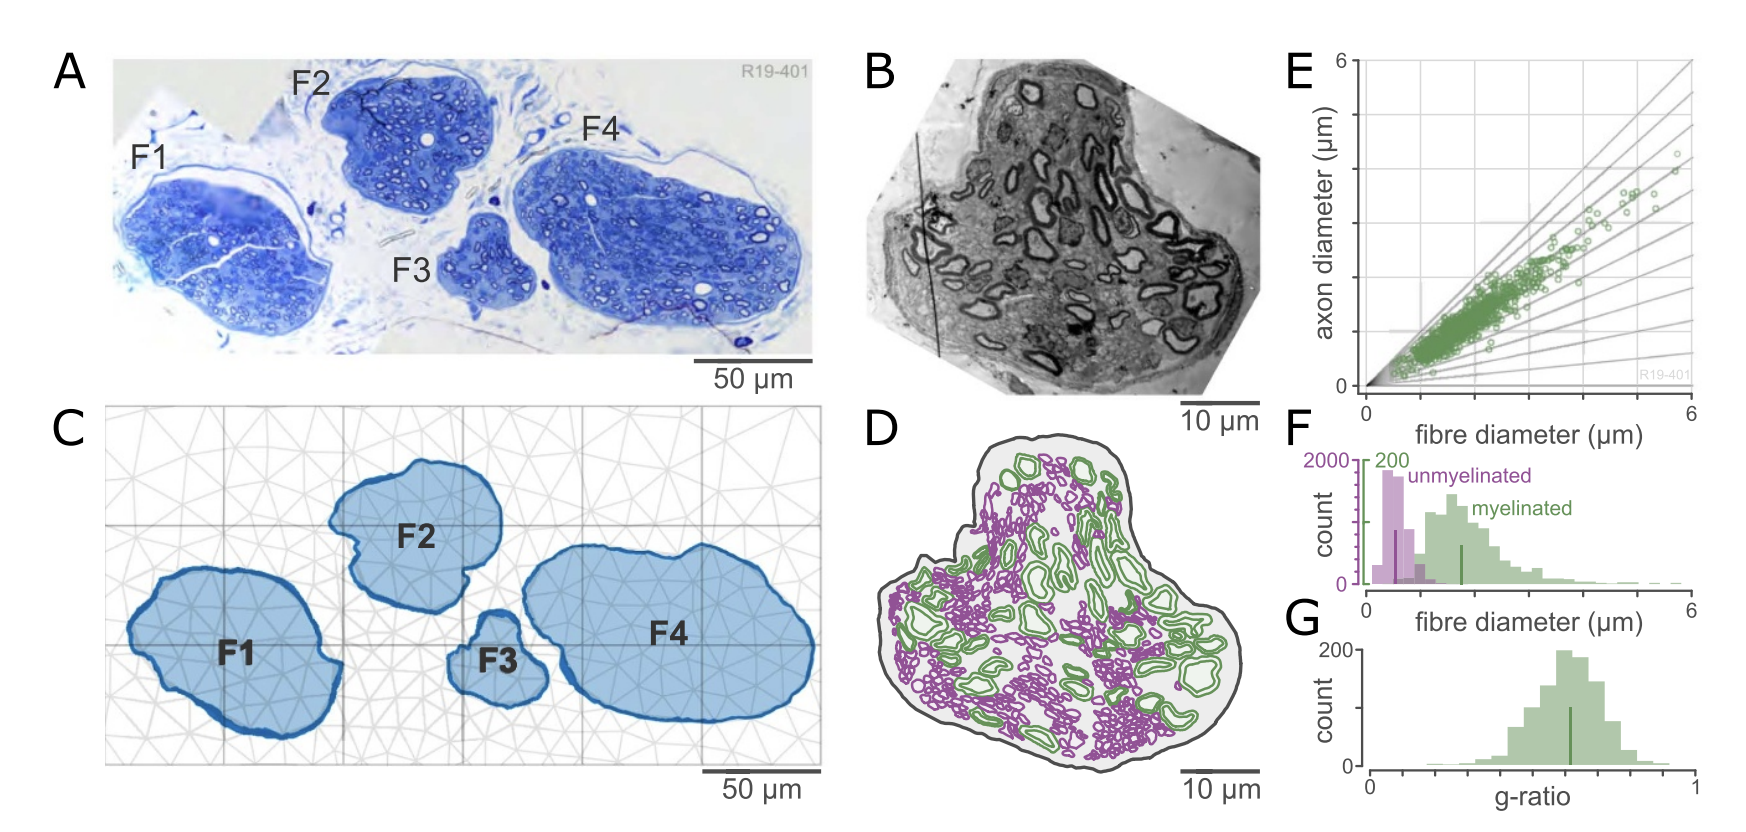 A
F1
F2
F3
F4
R19-401
50 µm
B
10 µm
C
F1
F2
F3
F4
50 µm
D
10 µm
E
6
axon diameter (µm)
0
R19-401
0
6
fibre diameter (µm)
F
2000
200
unmyelinated
myelinated
count
0
0
0
6
fibre diameter (µm)
G
200
count
0
0
1
g-ratio